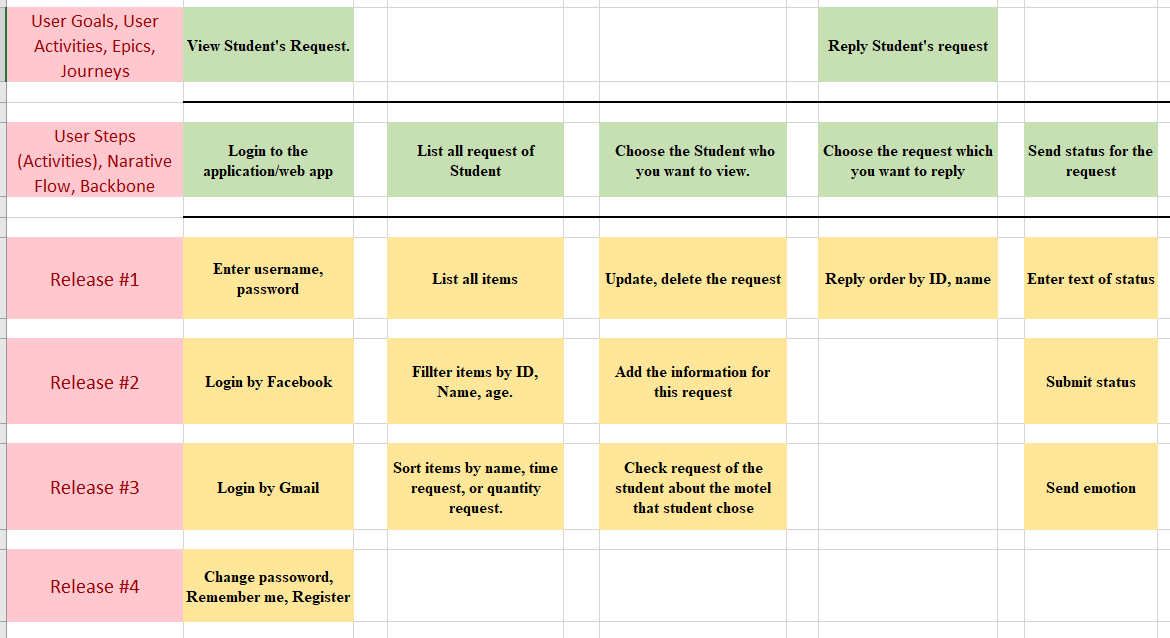 User Goals, User
Activities, Epics,
Journeys
View Student's Request.
Reply Student's request
User Steps
(Activities), Narative
Flow, Backbone
Login to the
application/web app
List all request of
Student
Choose the Student who
you want to view.
Choose the request which
you want to reply
Send status for the
request
Release #1
Enter username,
password
List all items
Update, delete the request
Reply order by ID, name
Enter text of status
Release #2
Login by Facebook
Fillter items by ID,
Name, age.
Add the information for
this request
Submit status
Release #3
Login by Gmail
Sort items by name, time
request, or quantity
request.
Check request of the
student about the motel
that student chose
Send emotion
Release #4
Change passoword,
Remember me, Register